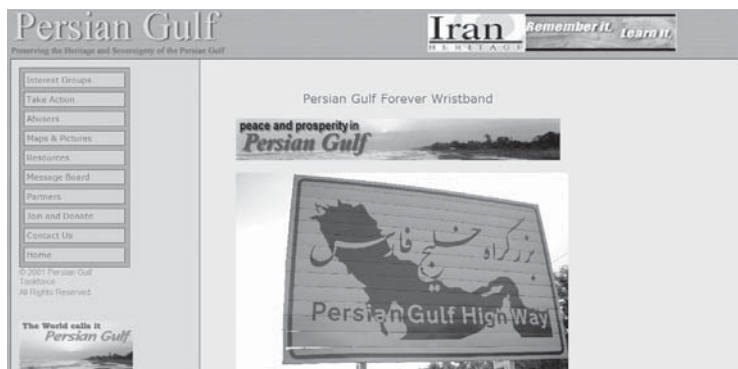 Persian Gulf
Preserving the Heritage and Sovereignty of the Persian Gulf
Iran
HERITAGE
Remember it.
Learn it.
Interest Groups
Take Action
Abusers
Maps & Pictures
Resources
Message Board
Partners
Join and Donate
Contact Us
Home
© 2001 Persian Gulf
Taskforce
All Rights Reserved.
The World calls it
Persian Gulf
Persian Gulf Forever Wristband
peace and prosperity in
Persian Gulf
بزرگراه خلیج فارس
Persian Gulf High Way